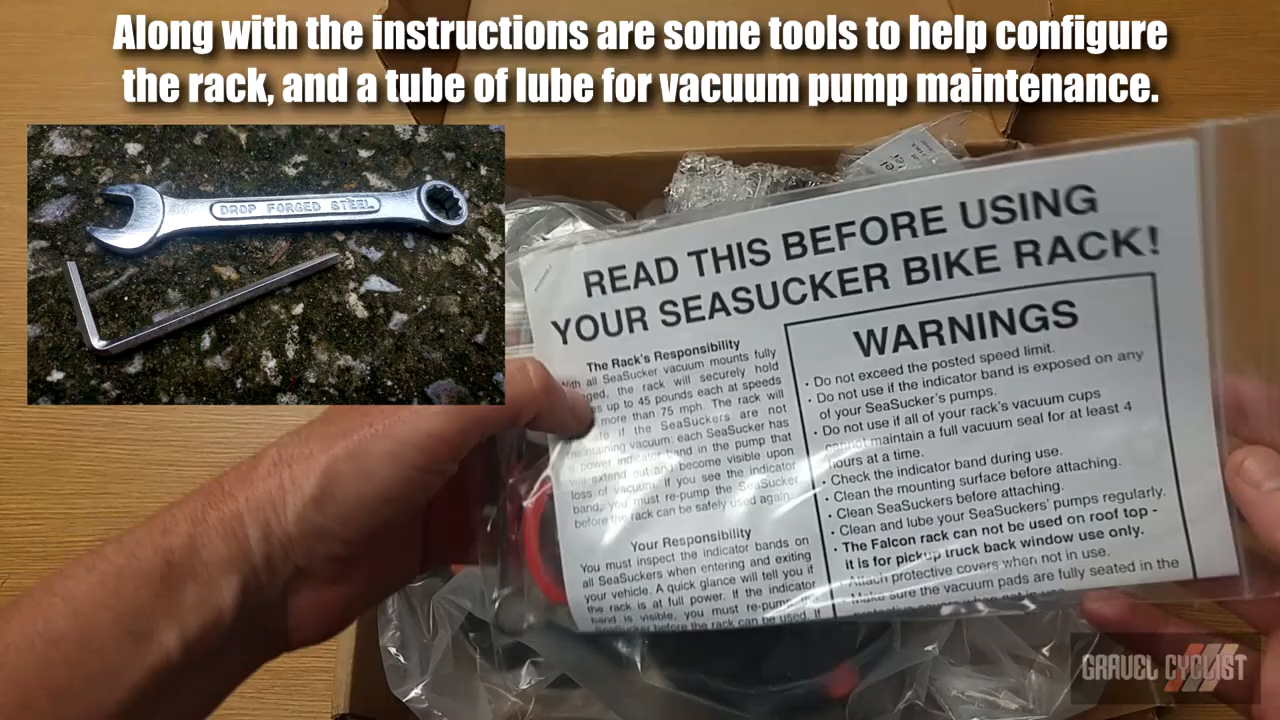 Along with the instructions are some tools to help configure
the rack, and a tube of lube for vacuum pump maintenance.
DROP FORGED STEEL
READ THIS BEFORE USING
YOUR SEASUCKER BIKE RACK!
The Rack's Responsibility
With all SeaSucker vacuum mounts fully
the rack will securely hold
up to 45 pounds each at speeds
more than 75 mph. The rack will
if the SeaSuckers are not
maintaining vacuum; each SeaSucker has
a power indicator band in the pump that
will extend out and become visible upon
loss of vacuum. If you see the indicator
band, you must re-pump the SeaSucker
before the rack can be safely used again.
Your Responsibility
You must inspect the indicator bands on
all SeaSuckers when entering and exiting
your vehicle. A quick glance will tell you if
the rack is at full power. If the indicator
band is visible, you must re-pump
SeaSucker before the rack can be used. If
WARNINGS
• Do not exceed the posted speed limit.
• Do not use if the indicator band is exposed on any
of your SeaSucker's pumps.
• Do not use if all of your rack's vacuum cups
cannot maintain a full vacuum seal for at least 4
hours at a time.
• Check the indicator band during use.
• Clean the mounting surface before attaching.
• Clean SeaSuckers before attaching.
• Clean and lube your SeaSuckers' pumps regularly.
• The Falcon rack can not be used on roof top -
it is for pickup truck back window use only.
• Attach protective covers when not in use.
• Make sure the vacuum pads are fully seated in the
GRAVEL CYCLIST